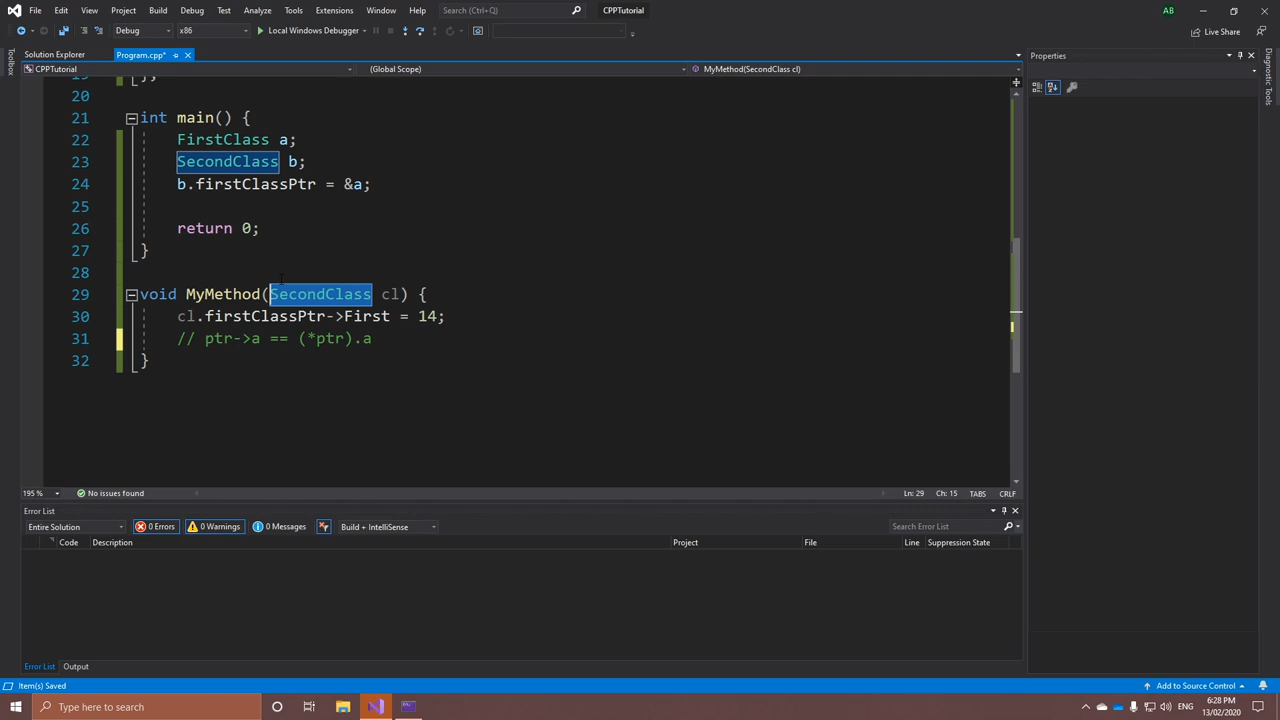 File Edit View Project Build Debug Test Analyze Tools Extensions Window Help Search (Ctrl+Q) CPPTutorial AB
Debug x86 Local Windows Debugger Live Share
Solution Explorer Program.cpp* Properties
Toolbox
CPPTutorial (Global Scope) MyMethod(SecondClass cl)
Diagnostic Tools
20
21 int main() {
22 FirstClass a;
23 SecondClass b;
24 b.firstClassPtr = &a;
25
26 return 0;
27 }
28
29 void MyMethod(SecondClass cl) {
30 cl.firstClassPtr->First = 14;
31 // ptr->a == (*ptr).a
32 }
195 % No issues found Ln: 29 Ch: 15 TABS CRLF
Error List
Entire Solution 0 Errors 0 Warnings 0 Messages Build + IntelliSense Search Error List
Code Description Project File Line Suppression State
Error List Output
Item(s) Saved Add to Source Control
Type here to search ENG 6:28 PM
13/02/2020